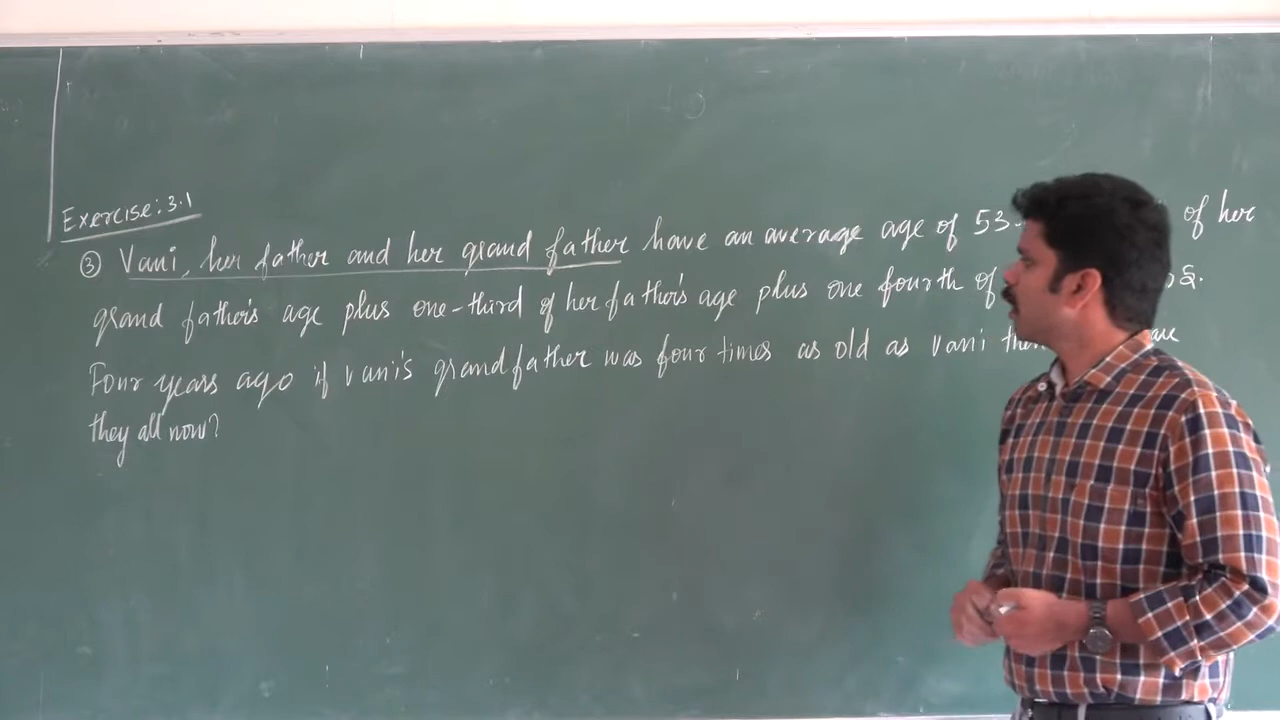 Exercise: 3.1
③ Vani, her father and her grand father have an average age of 53. of her
grand father's age plus one-third of her father's age plus one fourth of
Four years ago if Vani's grandfather was four times as old as Vani then
they all now?